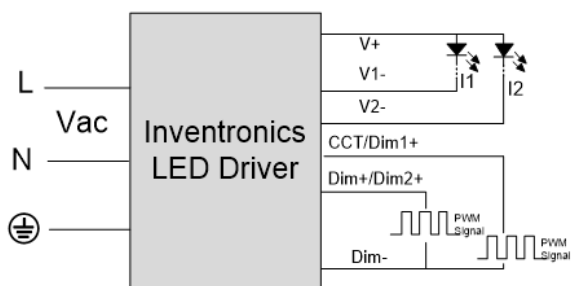 L
Vac
N
Inventronics
LED Driver
V+
V1-
V2-
I1
I2
CCT/Dim1+
Dim+/Dim2+
PWM
Signal
PWM
Signal
Dim-